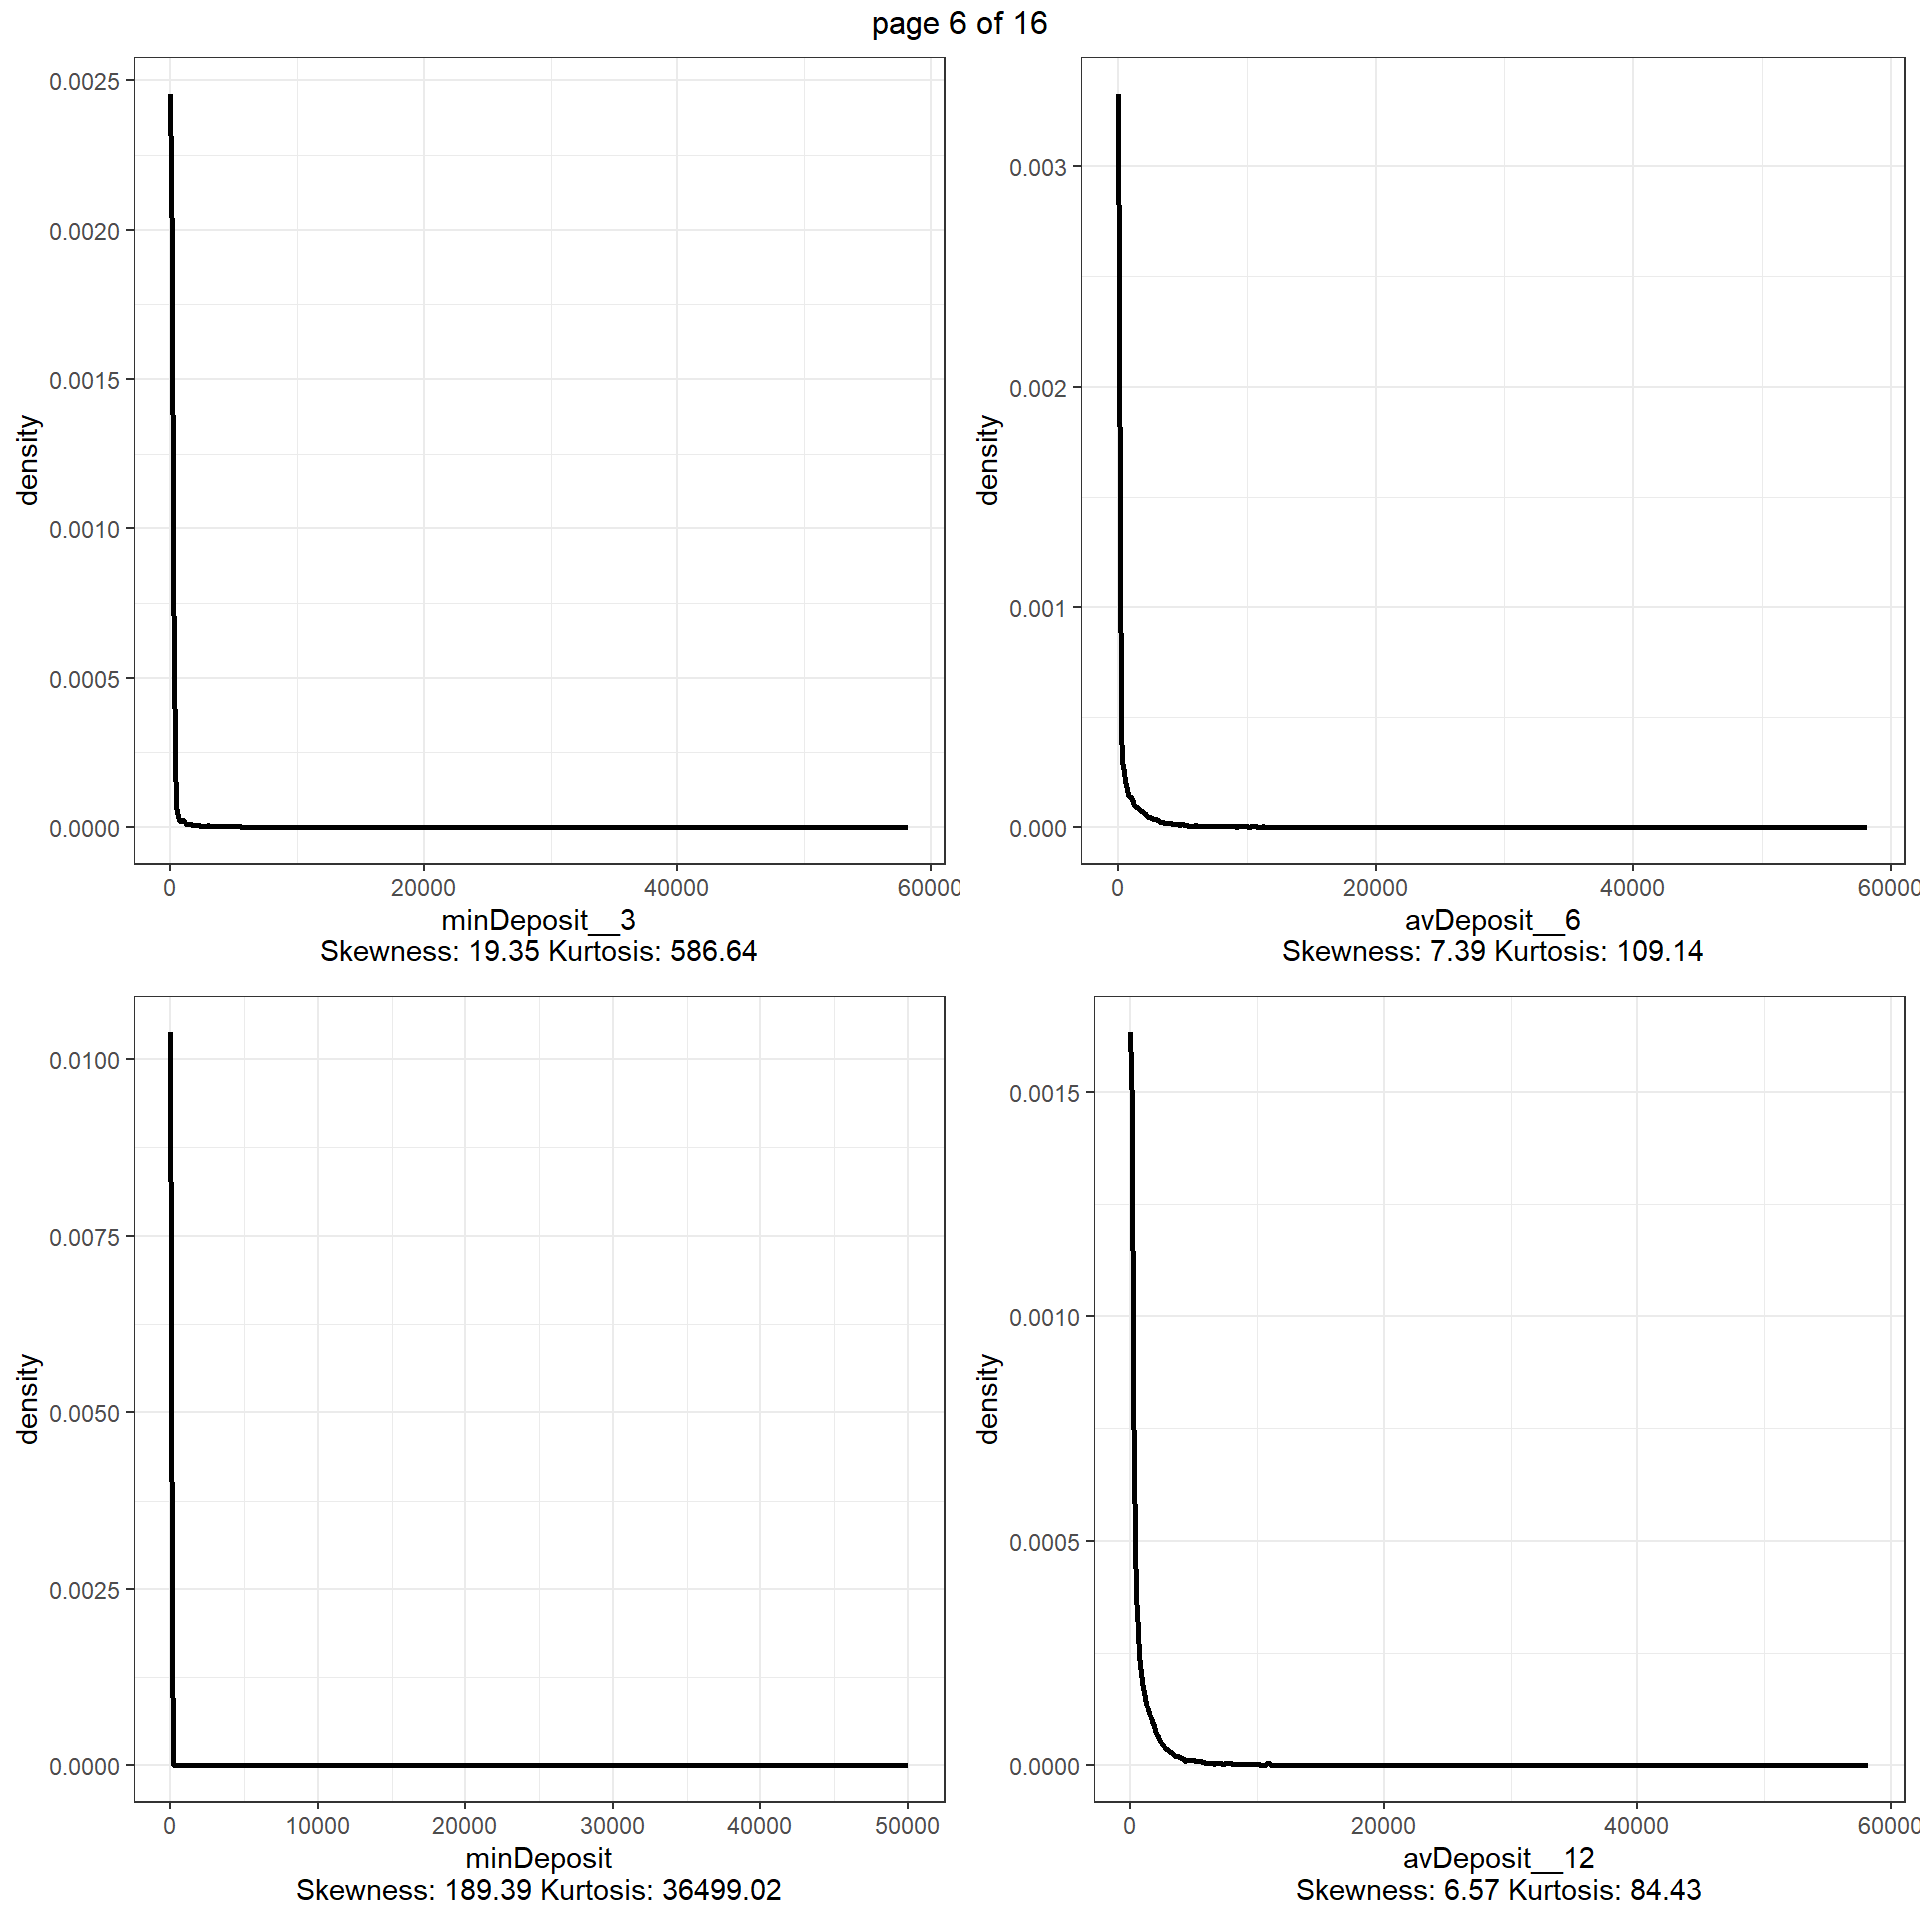 page 6 of 16
0.0025
0.0020
0.0015
0.0010
0.0005
0.0000
density
0 20000 40000 60000
minDeposit__3
Skewness: 19.35 Kurtosis: 586.64
0.003
0.002
0.001
0.000
density
0 20000 40000 60000
avDeposit__6
Skewness: 7.39 Kurtosis: 109.14
0.0100
0.0075
0.0050
0.0025
0.0000
density
0 10000 20000 30000 40000 50000
minDeposit
Skewness: 189.39 Kurtosis: 36499.02
0.0015
0.0010
0.0005
0.0000
density
0 20000 40000 60000
avDeposit__12
Skewness: 6.57 Kurtosis: 84.43